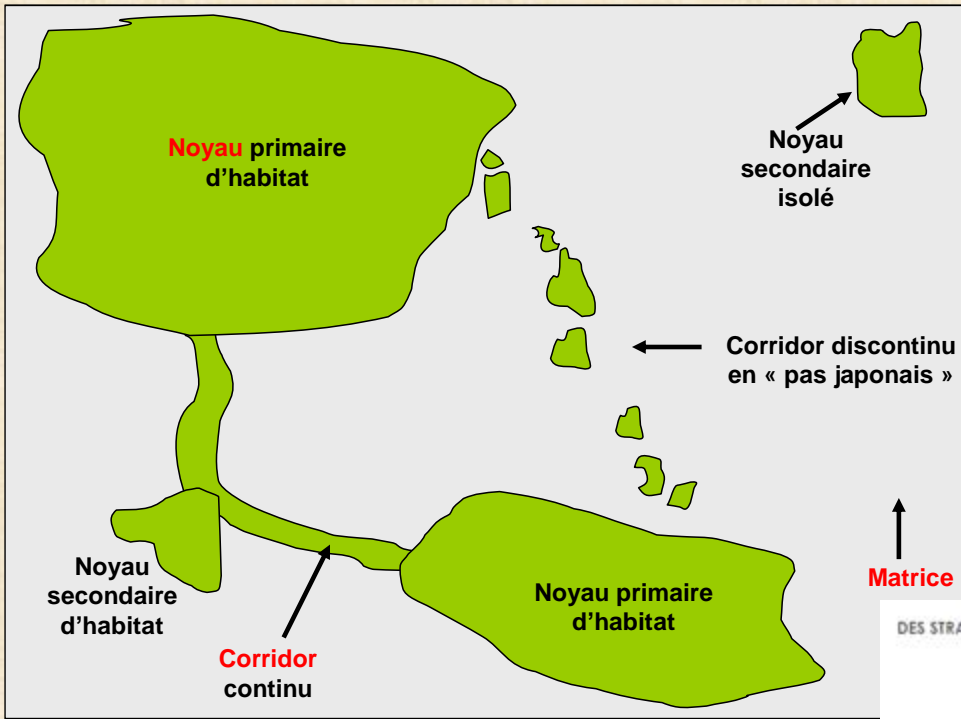 Noyau primaire
d’habitat
Noyau
secondaire
isolé
Corridor discontinu
en « pas japonais »
Noyau
secondaire
d’habitat
Noyau primaire
d’habitat
Matrice
Corridor
continu
DES